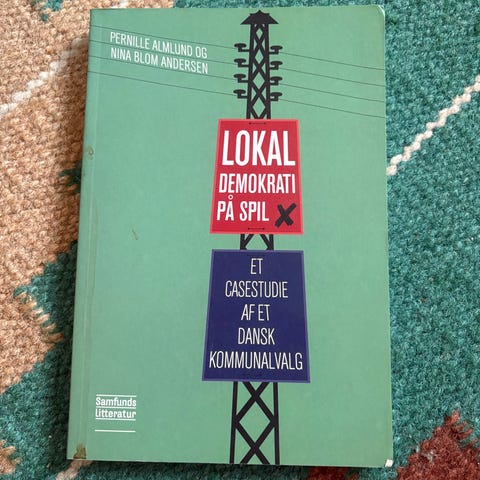 PERNILLE ALMLUND OG
NINA BLOM ANDERSEN
LOKAL
DEMOKRATI
PÅ SPIL
ET
CASESTUDIE
AF ET
DANSK
KOMMUNALVALG
Samfunds
Litteratur